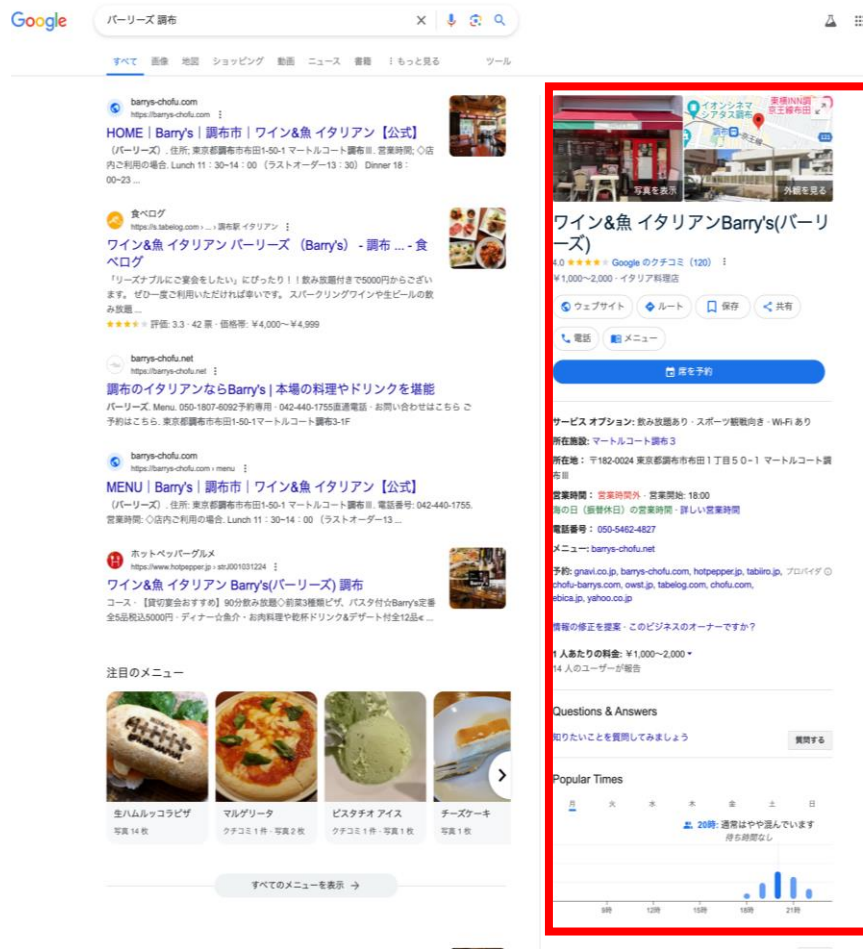 Google
バーリーズ 調布
すべて 画像 地図 ショッピング 動画 ニュース 書籍 もっと見る ツール
barrys-chofu.com
https://barrys-chofu.com
HOME｜Barry's｜調布市｜ワイン&魚 イタリアン【公式】
(バーリーズ) . 住所; 東京都調布市布田1-50-1 マートルコート調布Ⅲ. 営業時間; ◇店
内ご利用の場合. Lunch 11：30~14：00 （ラストオーダー13：30) Dinner 18：
00~23 ...
食べログ
https://s.tabelog.com › ... › 調布駅 イタリアン
ワイン&魚 イタリアン バーリーズ （Barry's） - 調布 ... - 食
べログ
「リーズナブルにご宴会をしたい」にぴったり！！飲み放題付きで5000円からござい
ます。 ぜひ一度ご利用いただければ幸いです。 スパークリングワインや生ビールの飲
み放題 ...
評価: 3.3 · 42 票 · 価格帯: ￥4,000～￥4,999
barrys-chofu.net
https://barrys-chofu.net
調布のイタリアンならBarry's | 本場の料理やドリンクを堪能
バーリーズ. Menu. 050-1807-6092予約専用 · 042-440-1755直通電話 · お問い合わせはこちら ご
予約はこちら. 東京都調布市布田1-50-1マートルコート調布3-1F
barrys-chofu.com
https://barrys-chofu.com › menu
MENU｜Barry's｜調布市｜ワイン&魚 イタリアン【公式】
(バーリーズ) . 住所: 東京都調布市布田1-50-1 マートルコート調布Ⅲ. 電話番号: 042-440-1755.
営業時間: ◇店内ご利用の場合. Lunch 11：30~14：00 （ラストオーダー13 ...
ホットペッパーグルメ
https://www.hotpepper.jp › strJ001031224
ワイン&魚 イタリアン Barry's(バーリーズ) 調布
コース · 【貸切宴会おすすめ】90分飲み放題◇前菜3種類ピザ、パスタ付☆Barry's定番
全5品税込5000円 · ディナー☆魚介・お肉料理や乾杯ドリンク&デザート付全12品« ...
注目のメニュー
生ハムルッコラピザ
写真 14 枚
マルゲリータ
クチコミ 1 件 · 写真 2 枚
ピスタチオ アイス
クチコミ 1 件 · 写真 1 枚
チーズケーキ
写真 1 枚
すべてのメニューを表示 →
写真を表示
イオンシネマ
シアタス調布
東横INN調
京王線布田
調布
京王線
外観を見る
ワイン&魚 イタリアンBarry's(バーリ
ーズ)
4.0 Google のクチコミ（120）
￥1,000～2,000 · イタリア料理店
ウェブサイト ルート 保存 共有
電話 メニュー
席を予約
サービス オプション: 飲み放題あり · スポーツ観戦向き · Wi-Fi あり
所在施設: マートルコート調布３
所在地： 〒182-0024 東京都調布市布田１丁目５０−１ マートルコート調
布Ⅲ
営業時間： 営業時間外 · 営業開始: 18:00
海の日（振替休日）の営業時間 · 詳しい営業時間
電話番号： 050-5462-4827
メニュー: barrys-chofu.net
予約: gnavi.co.jp, barrys-chofu.com, hotpepper.jp, tabiiro.jp, プロバイダ
chofu-barrys.com, owst.jp, tabelog.com, chofu.com,
ebica.jp, yahoo.co.jp
情報の修正を提案 · このビジネスのオーナーですか？
1 人あたりの料金: ￥1,000～2,000
14 人のユーザーが報告
Questions & Answers
知りたいことを質問してみましょう
質問する
Popular Times
月 火 水 木 金 土 日
20時: 通常はやや混んでいます
待ち時間なし
9時 12時 15時 18時 21時